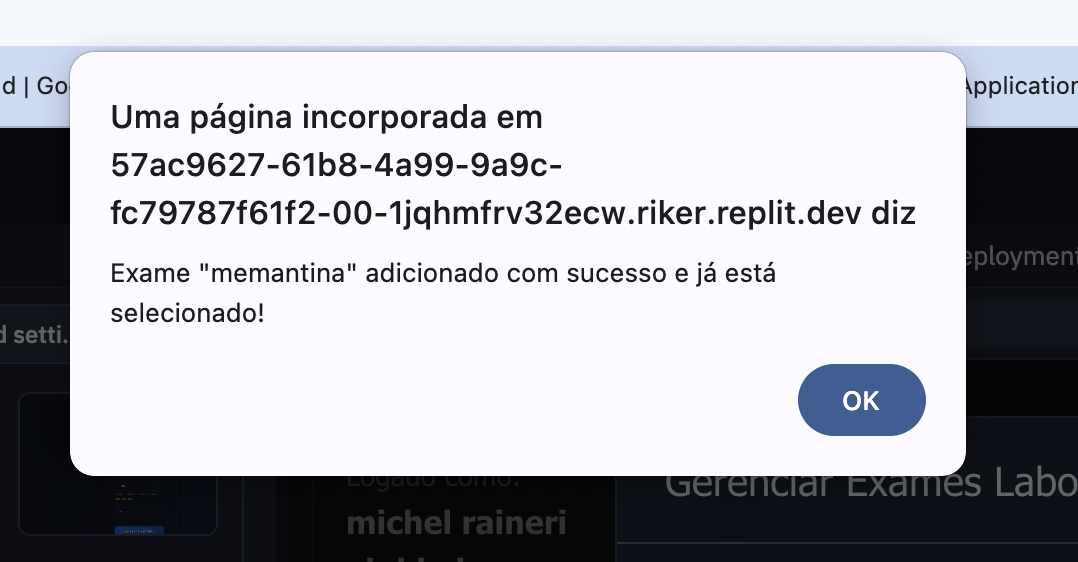 d | Go
Application
Uma página incorporada em
57ac9627-61b8-4a99-9a9c-
fc79787f61f2-00-1jqhmfrv32ecw.riker.replit.dev diz
eployment
Exame "memantina" adicionado com sucesso e já está
selecionado!
d setti...
OK
Logado como:
Gerenciar Exames Labo
michel raineri